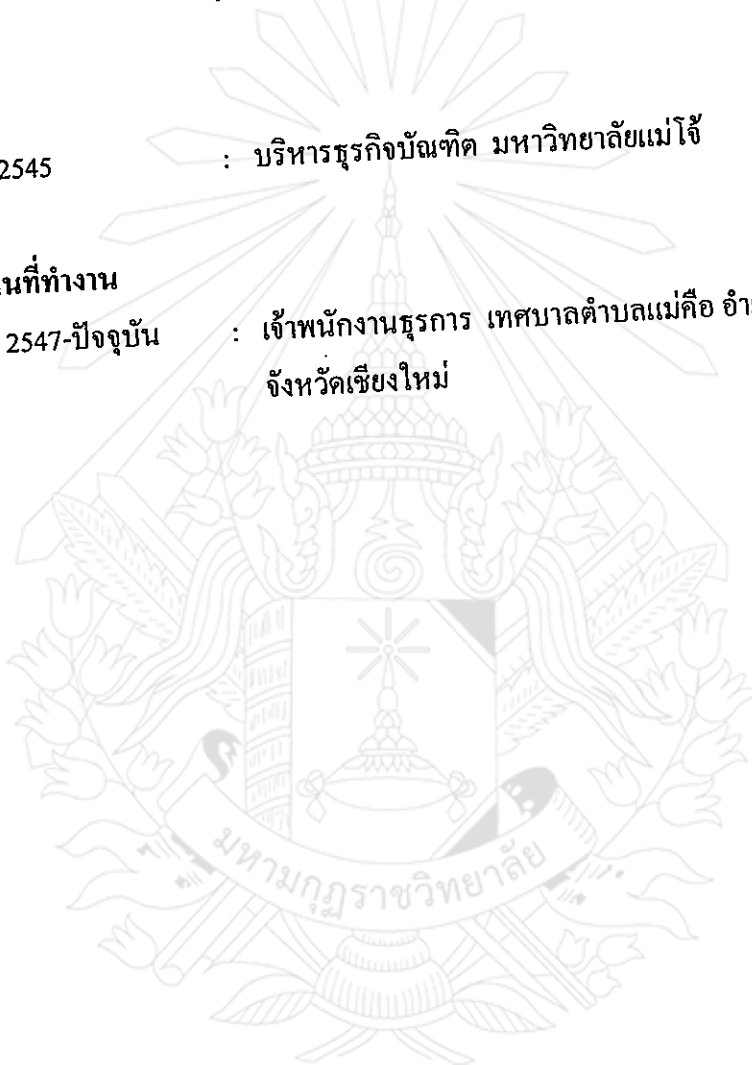 2545 : บริหารธุรกิจบัณฑิต มหาวิทยาลัยแม่โจ้
นที่ทำงาน
2547-ปัจจุบัน : เจ้าพนักงานธุรการ เทศบาลตำบลแม่คือ
จังหวัดเชียงใหม่
มหามกุฏราชวิทยาลัย